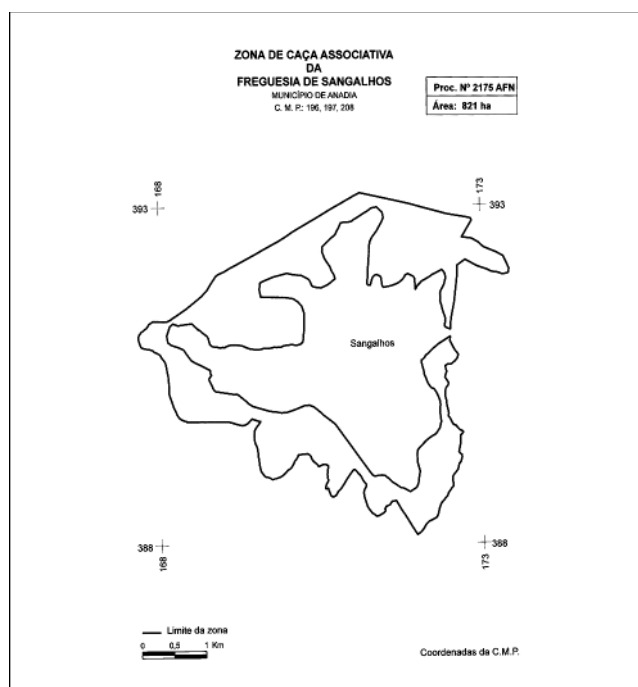 ZONA DE CAÇA ASSOCIATIVA
DA
FREGUESIA DE SANGALHOS
MUNICÍPIO DE ANADIA
C. M. P.: 196, 197, 208
Proc. Nº 2175 AFN
Área: 821 ha
168
393
173
393
Sangalhos
388
168
388
173
Limite da zona
0 0,5 1 Km
Coordenadas da C.M.P.